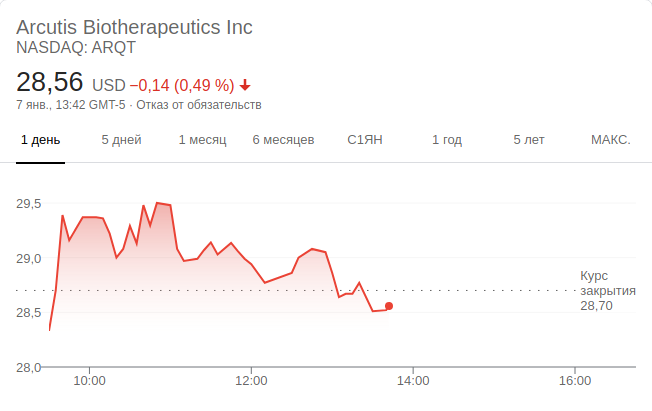 Arcutis Biotherapeutics Inc
NASDAQ: ARQT
28,56 USD −0,14 (0,49 %)
7 янв., 13:42 GMT-5 · Отказ от обязательств
1 день 5 дней 1 месяц 6 месяцев С1ЯН 1 год 5 лет МАКС.
29,5
29,0
28,5
28,0
Курс
закрытия
28,70
10:00 12:00 14:00 16:00